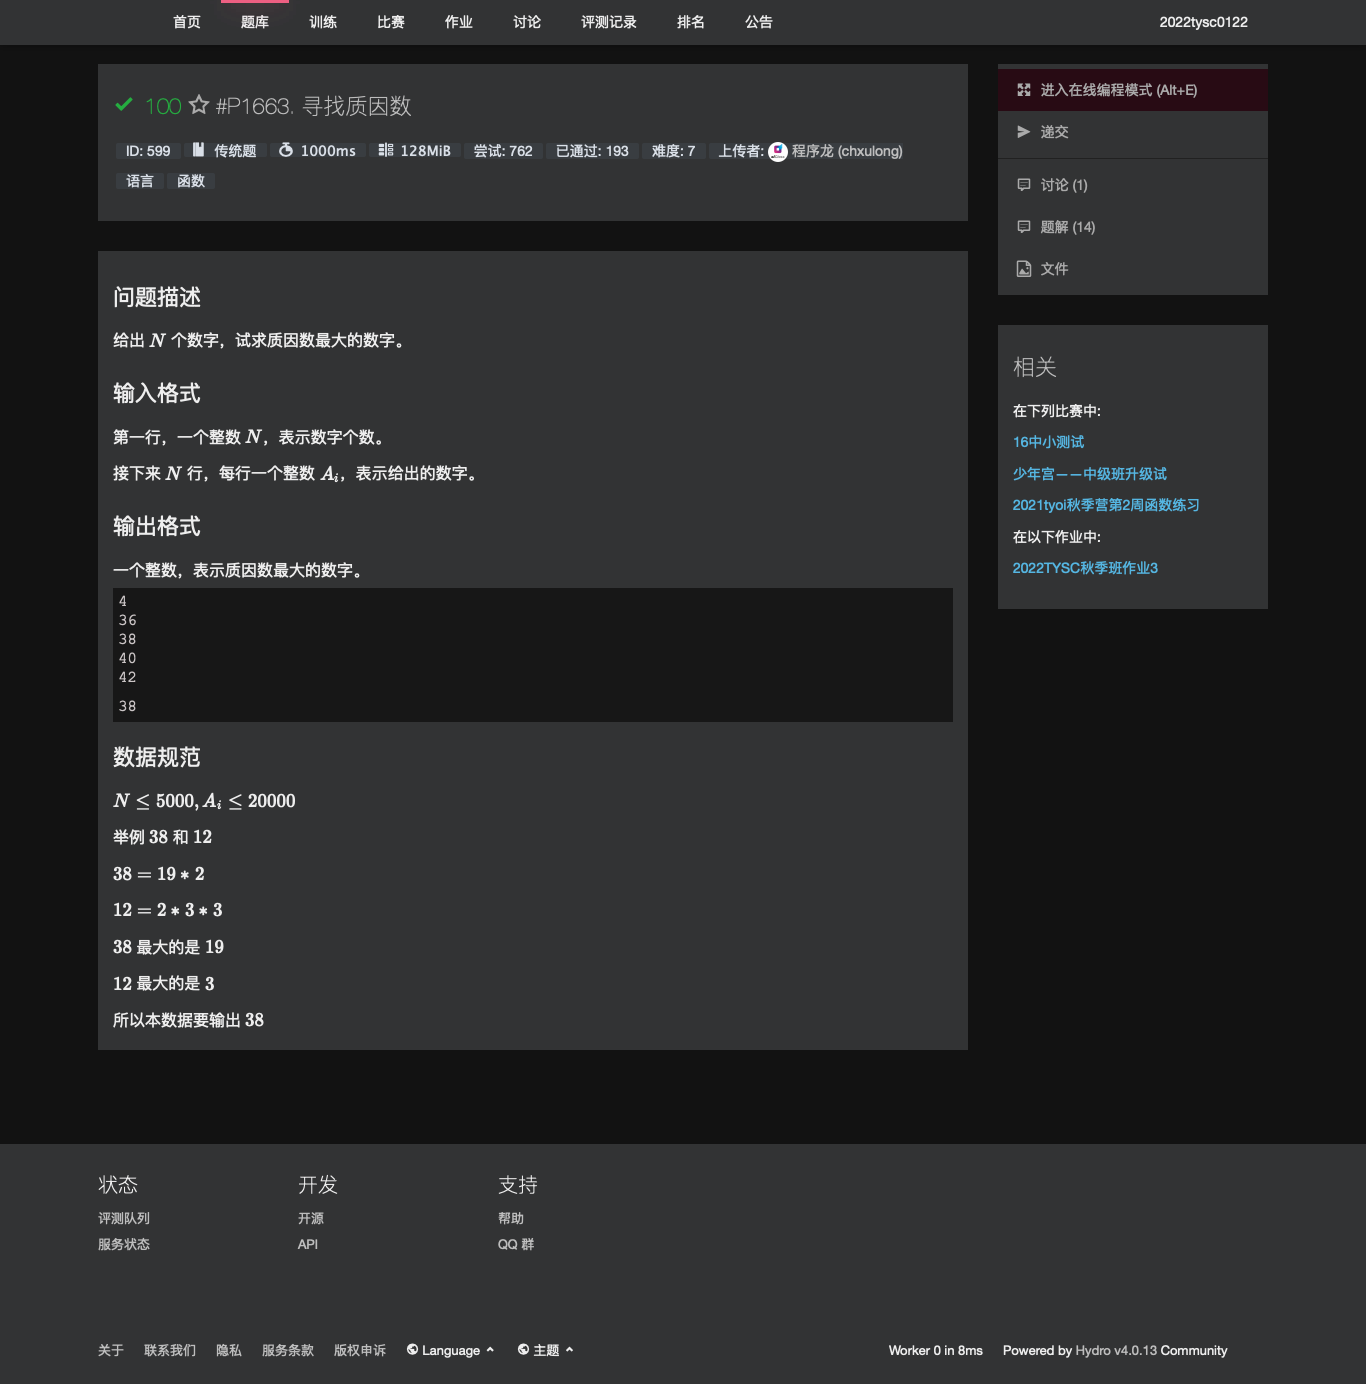 首页 题库 训练 比赛 作业 讨论 评测记录 排名 公告 2022tysc0122
100 #P1663. 寻找质因数
ID: 599 传统题 1000ms 128MiB 尝试: 762 已通过: 193 难度: 7 上传者: 程序龙 (chxulong)
语言 函数
问题描述
给出 N 个数字，试求质因数最大的数字。
输入格式
第一行，一个整数 N，表示数字个数。
接下来 N 行，每行一个整数 A_i，表示给出的数字。
输出格式
一个整数，表示质因数最大的数字。
4
36
38
40
42
38
数据规范
N ≤ 5000, A_i ≤ 20000
举例 38 和 12
38 = 19 * 2
12 = 2 * 3 * 3
38 最大的是 19
12 最大的是 3
所以本数据要输出 38
进入在线编程模式 (Alt+E)
递交
讨论 (1)
题解 (14)
文件
相关
在下列比赛中:
16中小测试
少年宫——中级班升级试
2021tyoi秋季营第2周函数练习
在以下作业中:
2022TYSC秋季班作业3
状态
评测队列
服务状态
开发
开源
API
支持
帮助
QQ 群
关于 联系我们 隐私 服务条款 版权申诉 Language 主题 Worker 0 in 8ms Powered by Hydro v4.0.13 Community